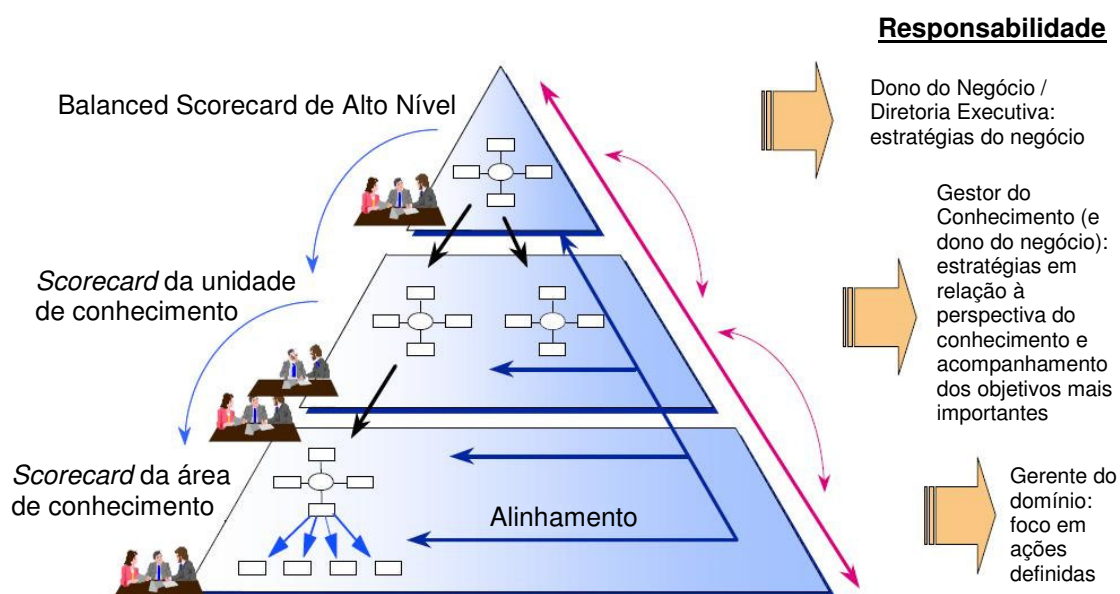 Responsabilidade
Balanced Scorecard de Alto Nível
Dono do Negócio /
Diretoria Executiva:
estratégias do negócio
Scorecard da unidade
de conhecimento
Gestor do
Conhecimento (e
dono do negócio):
estratégias em
relação à
perspectiva do
conhecimento e
acompanhamento
dos objetivos mais
importantes
Scorecard da área
de conhecimento
Alinhamento
Gerente do
domínio:
foco em
ações
definidas